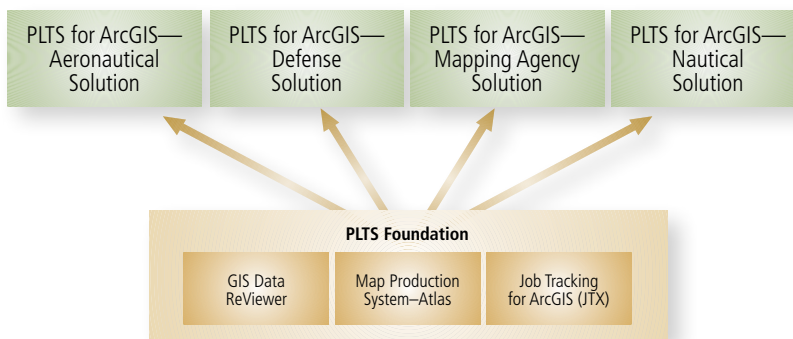 PLTS for ArcGIS—
Aeronautical
Solution
PLTS for ArcGIS—
Defense
Solution
PLTS for ArcGIS—
Mapping Agency
Solution
PLTS for ArcGIS—
Nautical
Solution
PLTS Foundation
GIS Data
ReViewer
Map Production
System–Atlas
Job Tracking
for ArcGIS (JTX)